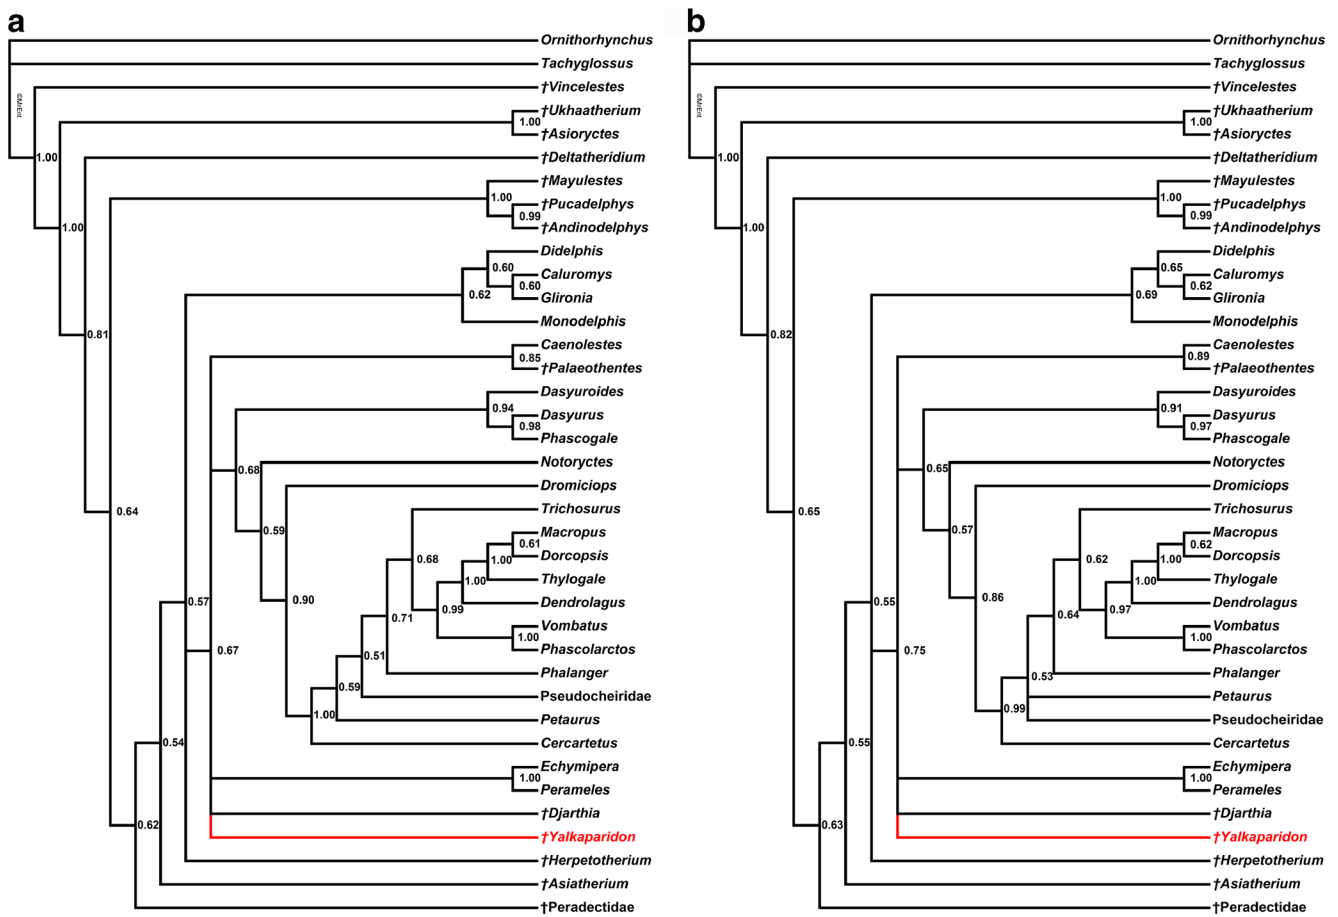 a
Ornithorhynchus
Tachyglossus
†Vincelestes
©MrEnt
†Ukhaatherium
1.00
†Asioryctes
1.00
†Deltatheridium
†Mayulestes
1.00
†Pucadelphys
0.99
†Andinodelphys
1.00
Didelphis
0.60
Caluromys
0.60
0.62
Glironia
Monodelphis
0.81
Caenolestes
0.85
†Palaeothentes
Dasyuroides
0.94
Dasyurus
0.98
Phascogale
Notoryctes
0.68
Dromiciops
Trichosurus
0.64
0.59
Macropus
0.61
Dorcopsis
0.68
1.00
Thylogale
1.00
Dendrolagus
0.57
0.90
0.99
0.71
Vombatus
1.00
Phascolarctos
0.67
0.51
Phalanger
0.59
Pseudocheiridae
1.00
Petaurus
0.54
Cercartetus
Echymipera
1.00
Perameles
†Djarthia
0.62
†Yalkaparidon
†Herpetotherium
†Asiatherium
†Peradectidae
b
Ornithorhynchus
Tachyglossus
†Vincelestes
©MrEnt
†Ukhaatherium
1.00
†Asioryctes
1.00
†Deltatheridium
†Mayulestes
1.00
†Pucadelphys
0.99
†Andinodelphys
1.00
Didelphis
0.65
Caluromys
0.62
0.69
Glironia
Monodelphis
0.82
Caenolestes
0.89
†Palaeothentes
Dasyuroides
0.91
Dasyurus
0.97
Phascogale
Notoryctes
0.65
Dromiciops
Trichosurus
0.65
0.57
Macropus
0.62
Dorcopsis
0.62
1.00
Thylogale
1.00
Dendrolagus
0.55
0.86
0.97
0.64
Vombatus
1.00
Phascolarctos
0.75
Phalanger
0.53
Petaurus
0.99
Pseudocheiridae
0.55
Cercartetus
Echymipera
1.00
Perameles
†Djarthia
0.63
†Yalkaparidon
†Herpetotherium
†Asiatherium
†Peradectidae